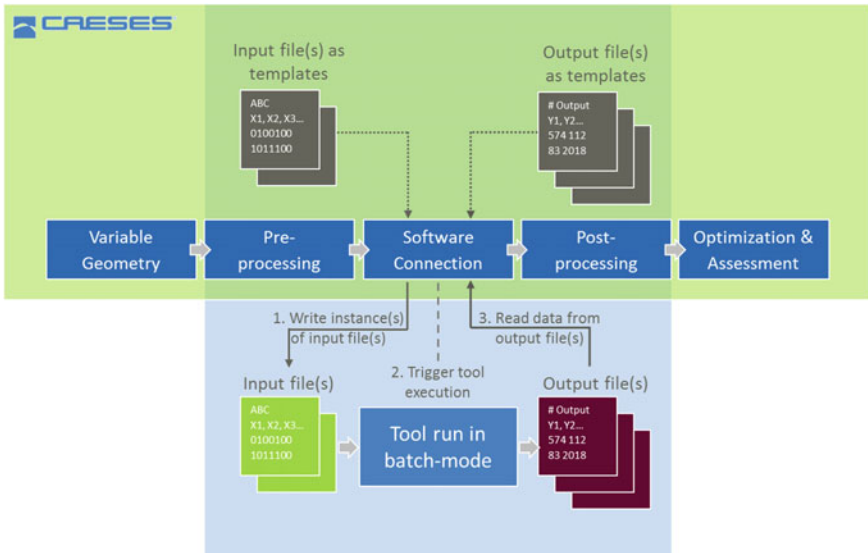 CAESES
Input file(s) as
templates
ABC
X1, X2, X3...
0100100
1011100
Output file(s)
as templates
# Output
Y1, Y2...
574 112
83 2018
Variable
Geometry
Pre-
processing
Software
Connection
Post-
processing
Optimization &
Assessment
1. Write instance(s)
of input file(s)
2. Trigger tool
execution
3. Read data from
output file(s)
Input file(s)
ABC
X1, X2, X3...
0100100
1011100
Tool run in
batch-mode
Output file(s)
# Output
Y1, Y2...
574 112
83 2018